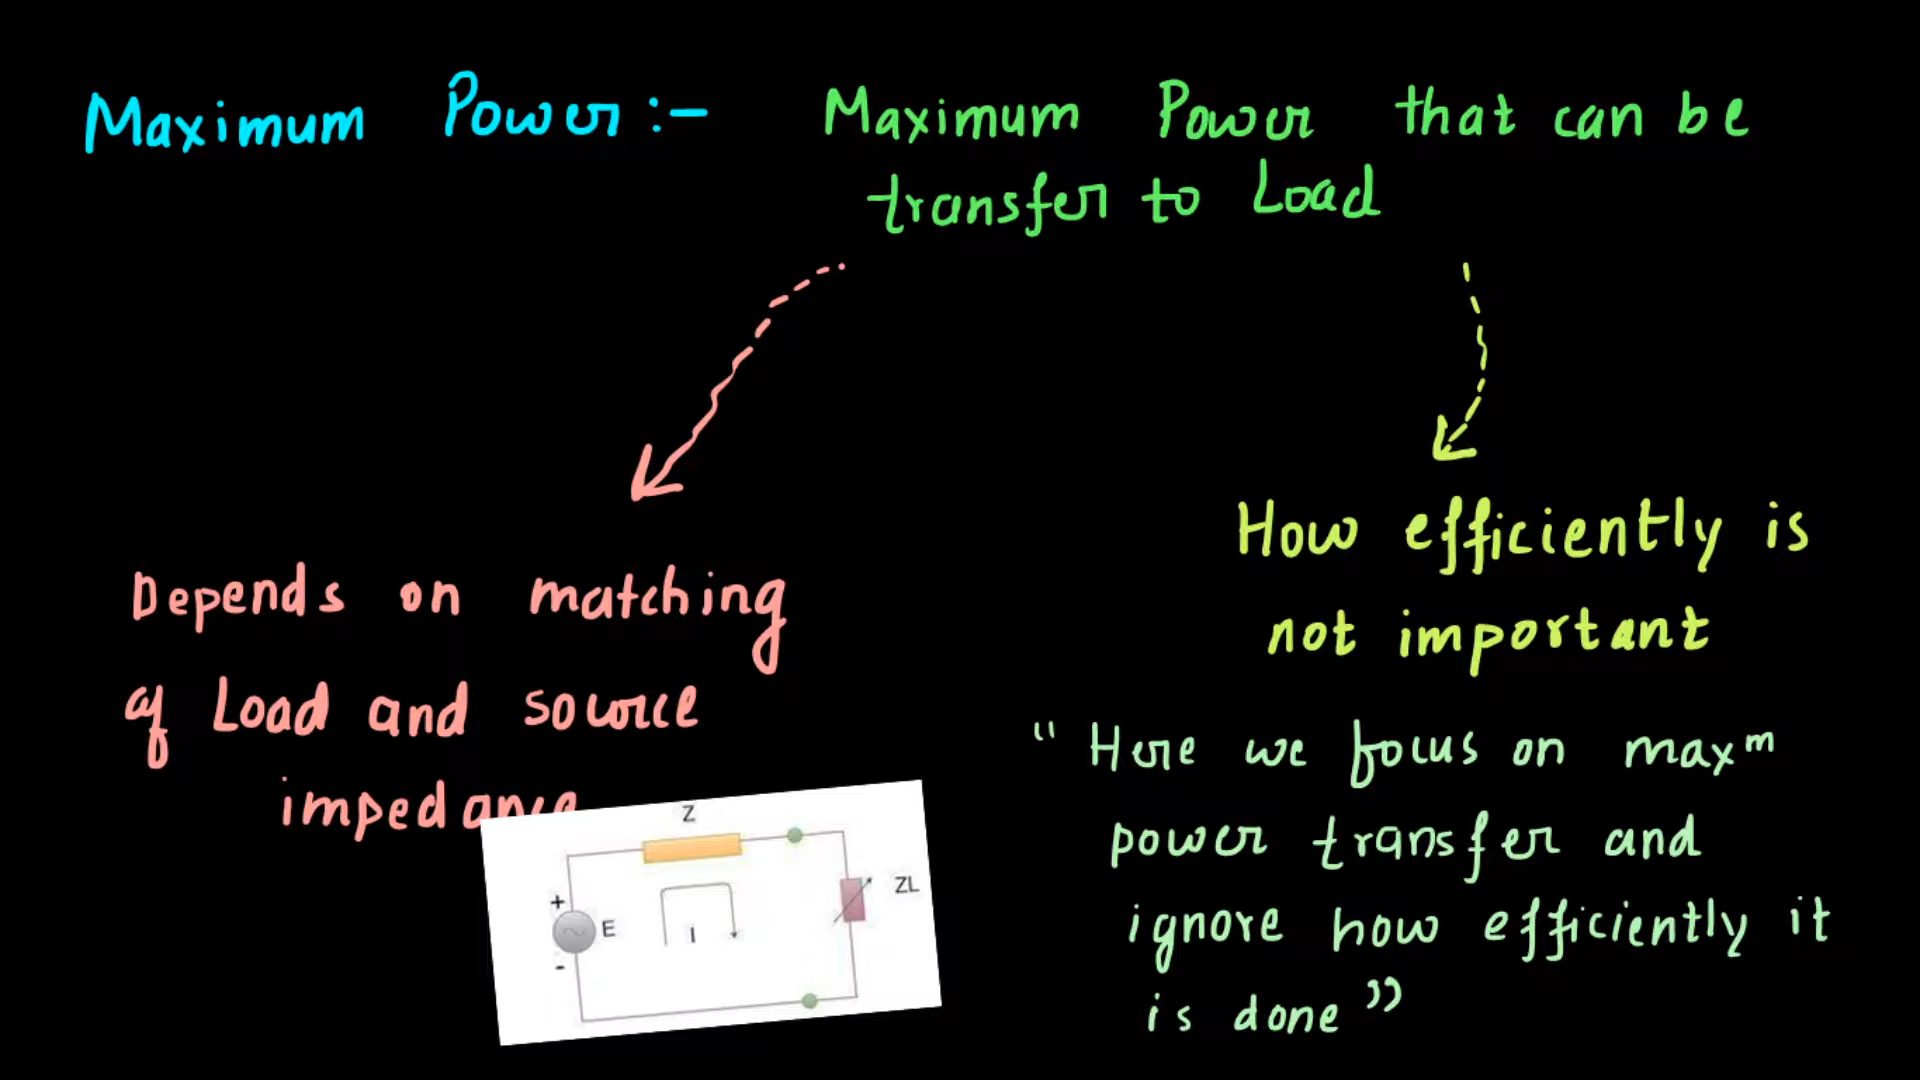 Maximum Power :- Maximum Power that can be
transfer to Load
Depends on matching
of Load and source
impedance
How efficiently is
not important
“ Here we focus on maxᵐ
power transfer and
ignore how efficiently it
is done ”
Z
ZL
+
E
I
-